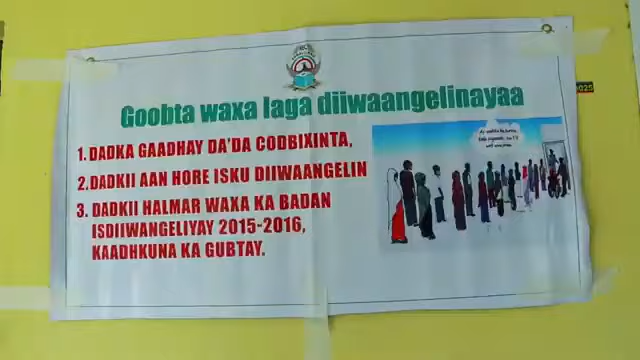 Goobta waxa laga diiwaangelinayaa
1. DADKA GAADHAY DA'DA CODBIXINTA,
2. DADKII AAN HORE ISKU DIIWAANGELIN
3. DADKII HALMAR WAXA KA BADAN
ISDIIWANGELIYAY 2015-2016,
KAADHKUNA KA GUBTAY.